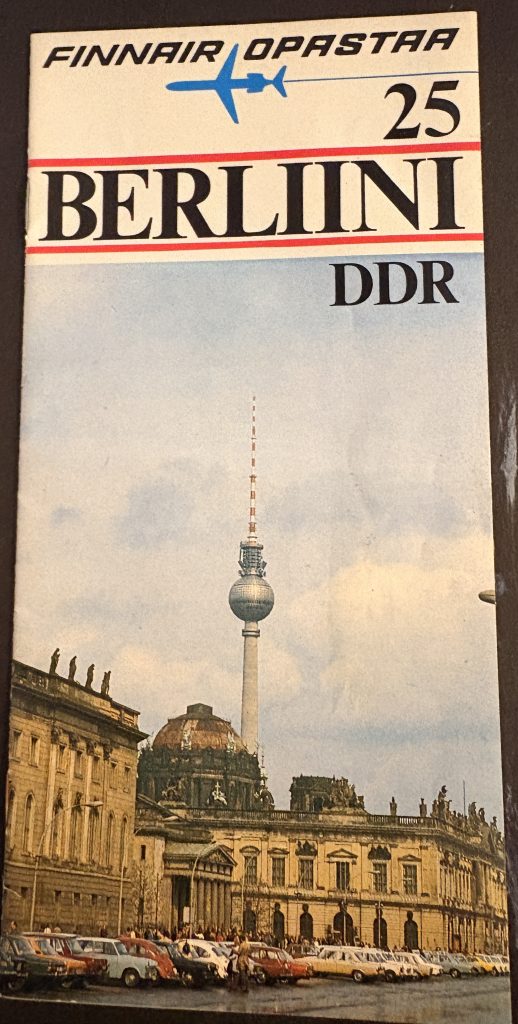 FINNAIR OPASTAA
25
BERLIINI
DDR